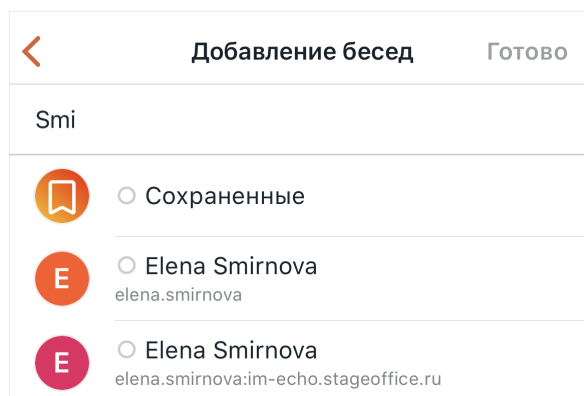 Добавление бесед Готово
Smi
Сохраненные
E Elena Smirnova
elena.smirnova
E Elena Smirnova
elena.smirnova:im-echo.stageoffice.ru